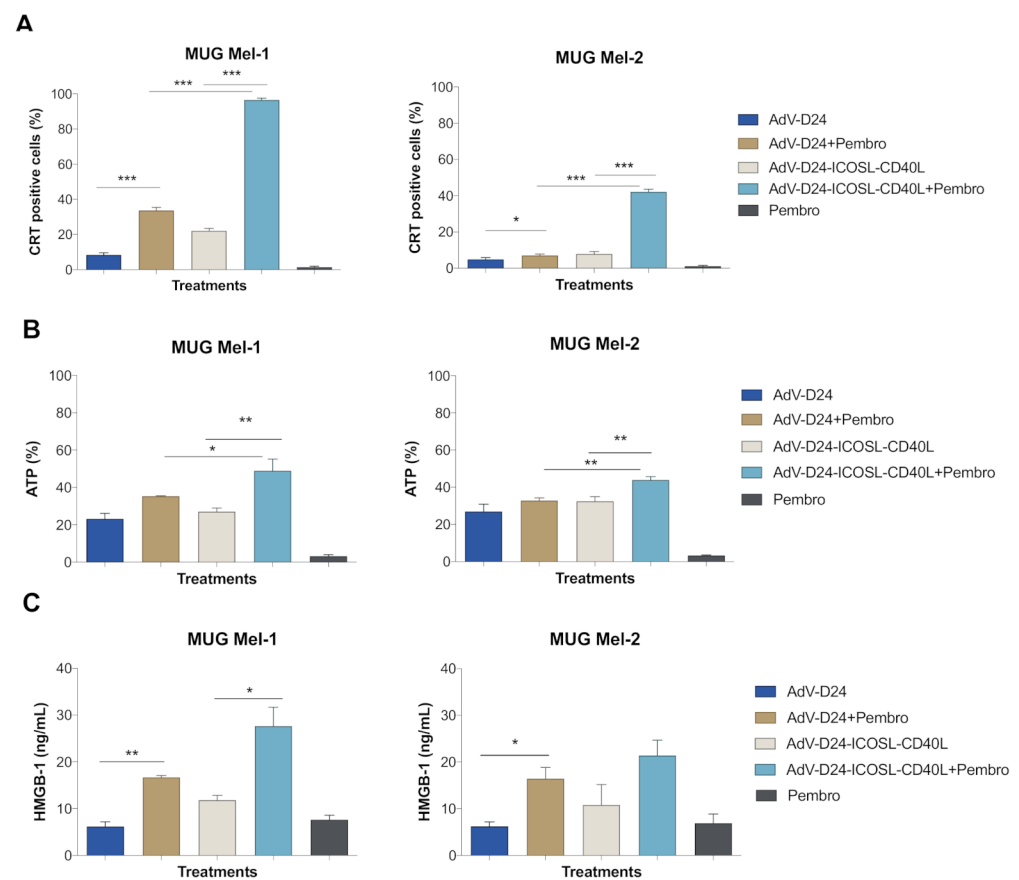 A
MUG Mel-1
CRT positive cells (%)
100
80
60
40
20
0
***
***
***
Treatments
MUG Mel-2
CRT positive cells (%)
100
80
60
40
20
0
*
***
***
Treatments
AdV-D24
AdV-D24+Pembro
AdV-D24-ICOSL-CD40L
AdV-D24-ICOSL-CD40L+Pembro
Pembro
B
MUG Mel-1
ATP (%)
100
80
60
40
20
0
*
**
Treatments
MUG Mel-2
ATP (%)
100
80
60
40
20
0
**
**
Treatments
AdV-D24
AdV-D24+Pembro
AdV-D24-ICOSL-CD40L
AdV-D24-ICOSL-CD40L+Pembro
Pembro
C
MUG Mel-1
HMGB-1 (ng/mL)
40
30
20
10
0
**
*
Treatments
MUG Mel-2
HMGB-1 (ng/mL)
40
30
20
10
0
*
Treatments
AdV-D24
AdV-D24+Pembro
AdV-D24-ICOSL-CD40L
AdV-D24-ICOSL-CD40L+Pembro
Pembro